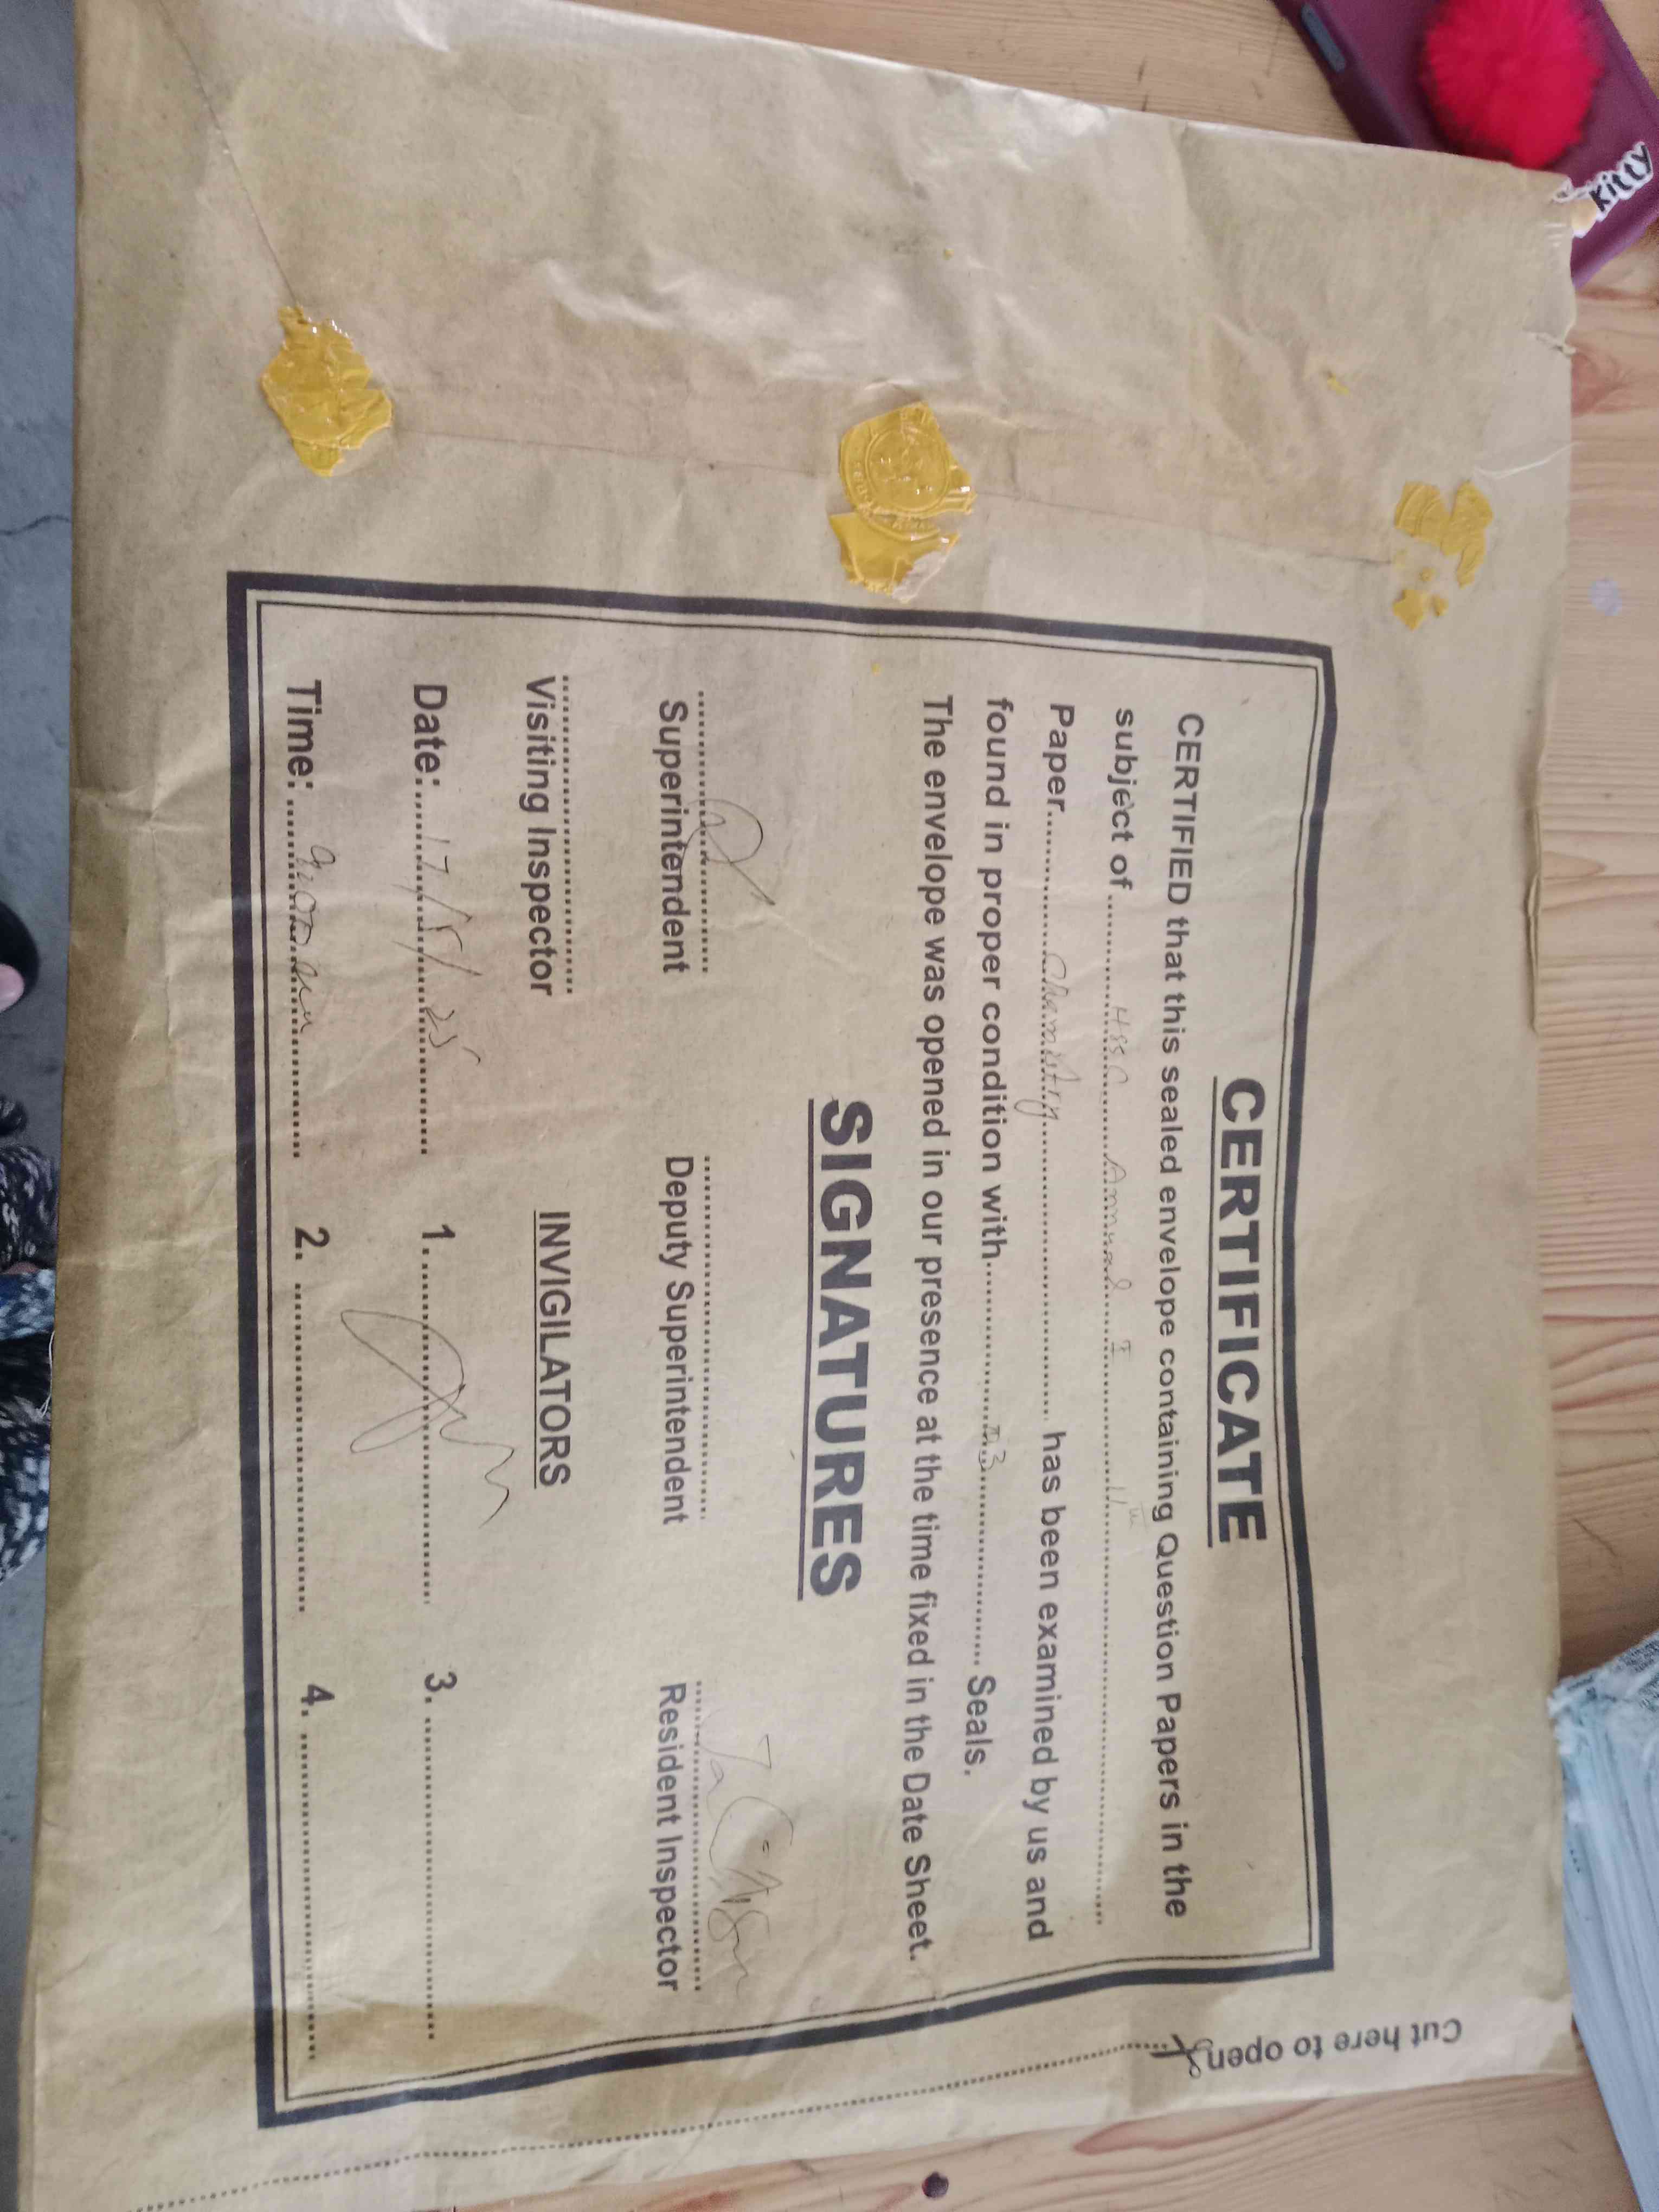 CERTIFICATE
CERTIFIED that this sealed envelope containing Question Papers in the
subject of .......... HSSC ...... Annual I ........ 11th ..........
Paper .......... Chemistry .......... has been examined by us and
found in proper condition with .......... 03 .......... Seals.
The envelope was opened in our presence at the time fixed in the Date Sheet.
SIGNATURES
Superintendent Deputy Superintendent Resident Inspector
Visiting Inspector INVIGILATORS
Date: 17/5/25 1. .......... 3. ..........
Time: 9:00 2. .......... 4. ..........
Cut here to open
Kitty